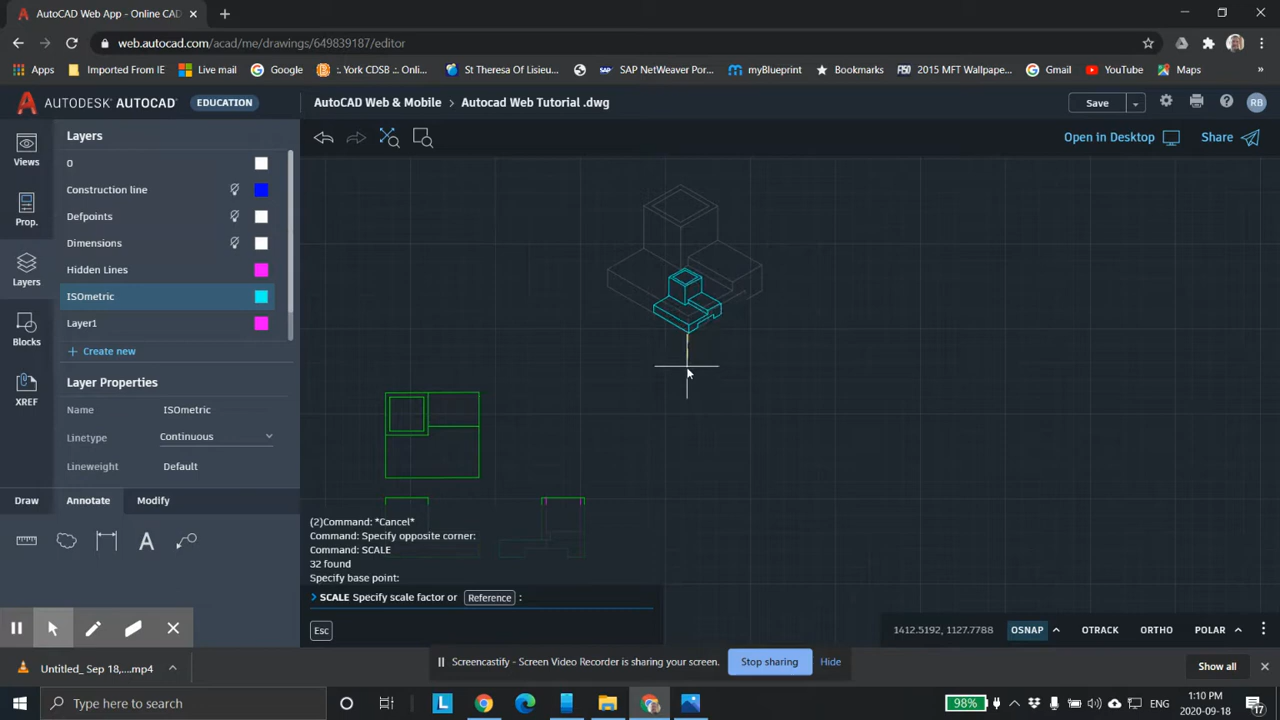 AutoCAD Web App - Online CAD
web.autocad.com/acad/me/drawings/649839187/editor
Apps Imported From IE Live mail Google : York CDSB .:. Onli... St Theresa Of Lisieu... SAP NetWeaver Por... myBlueprint Bookmarks 2015 MFT Wallpape... Gmail YouTube Maps »
AUTODESK® AUTOCAD® EDUCATION AutoCAD Web & Mobile > Autocad Web Tutorial .dwg Save RB
Views
Prop.
Layers
Blocks
XREF
Layers
0
Construction line
Defpoints
Dimensions
Hidden Lines
ISOmetric
Layer1
+ Create new
Layer Properties
Name ISOmetric
Linetype Continuous
Lineweight Default
Draw Annotate Modify
A
Open in Desktop Share
(2)Command: *Cancel*
Command: Specify opposite corner:
Command: SCALE
32 found
Specify base point:
> SCALE Specify scale factor or Reference :
Esc
1412.5192, 1127.7788 OSNAP OTRACK ORTHO POLAR
Untitled_Sep 18,....mp4
Screencastify - Screen Video Recorder is sharing your screen. Stop sharing Hide
Show all
Type here to search
L
98%
ENG
1:10 PM
2020-09-18
17